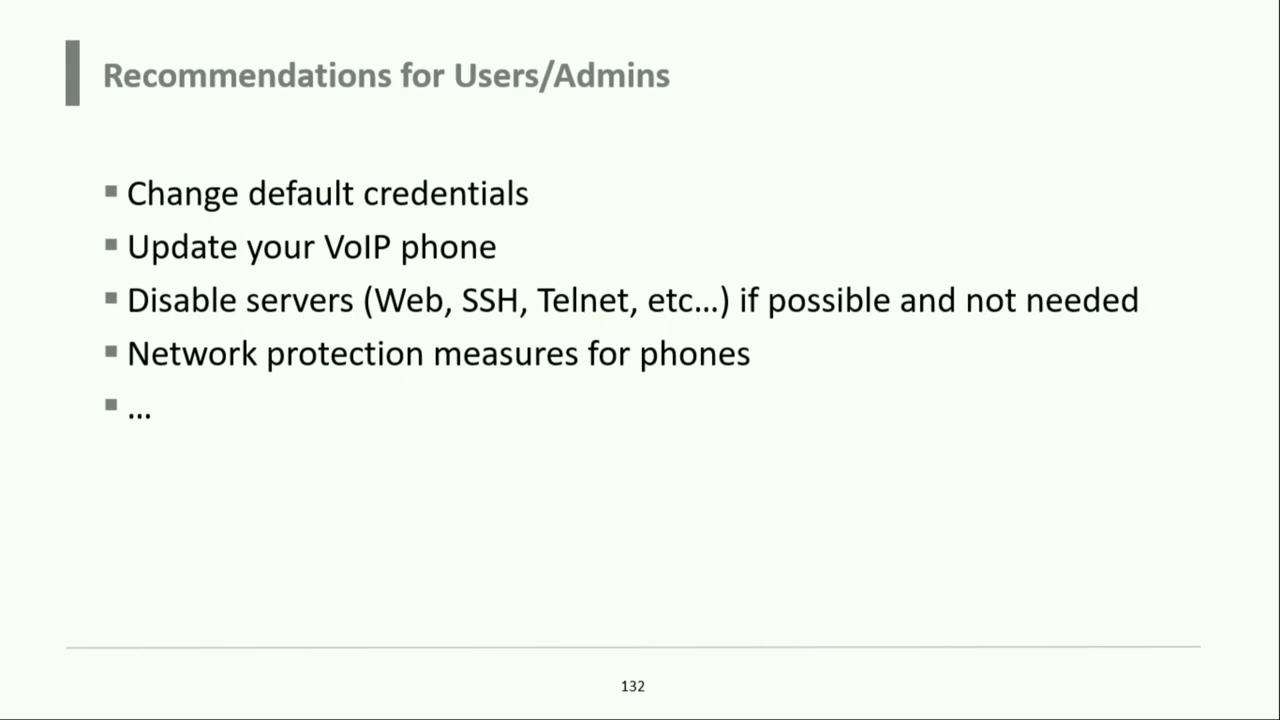 Recommendations for Users/Admins
▪ Change default credentials
▪ Update your VoIP phone
▪ Disable servers (Web, SSH, Telnet, etc…) if possible and not needed
▪ Network protection measures for phones
▪ …
132